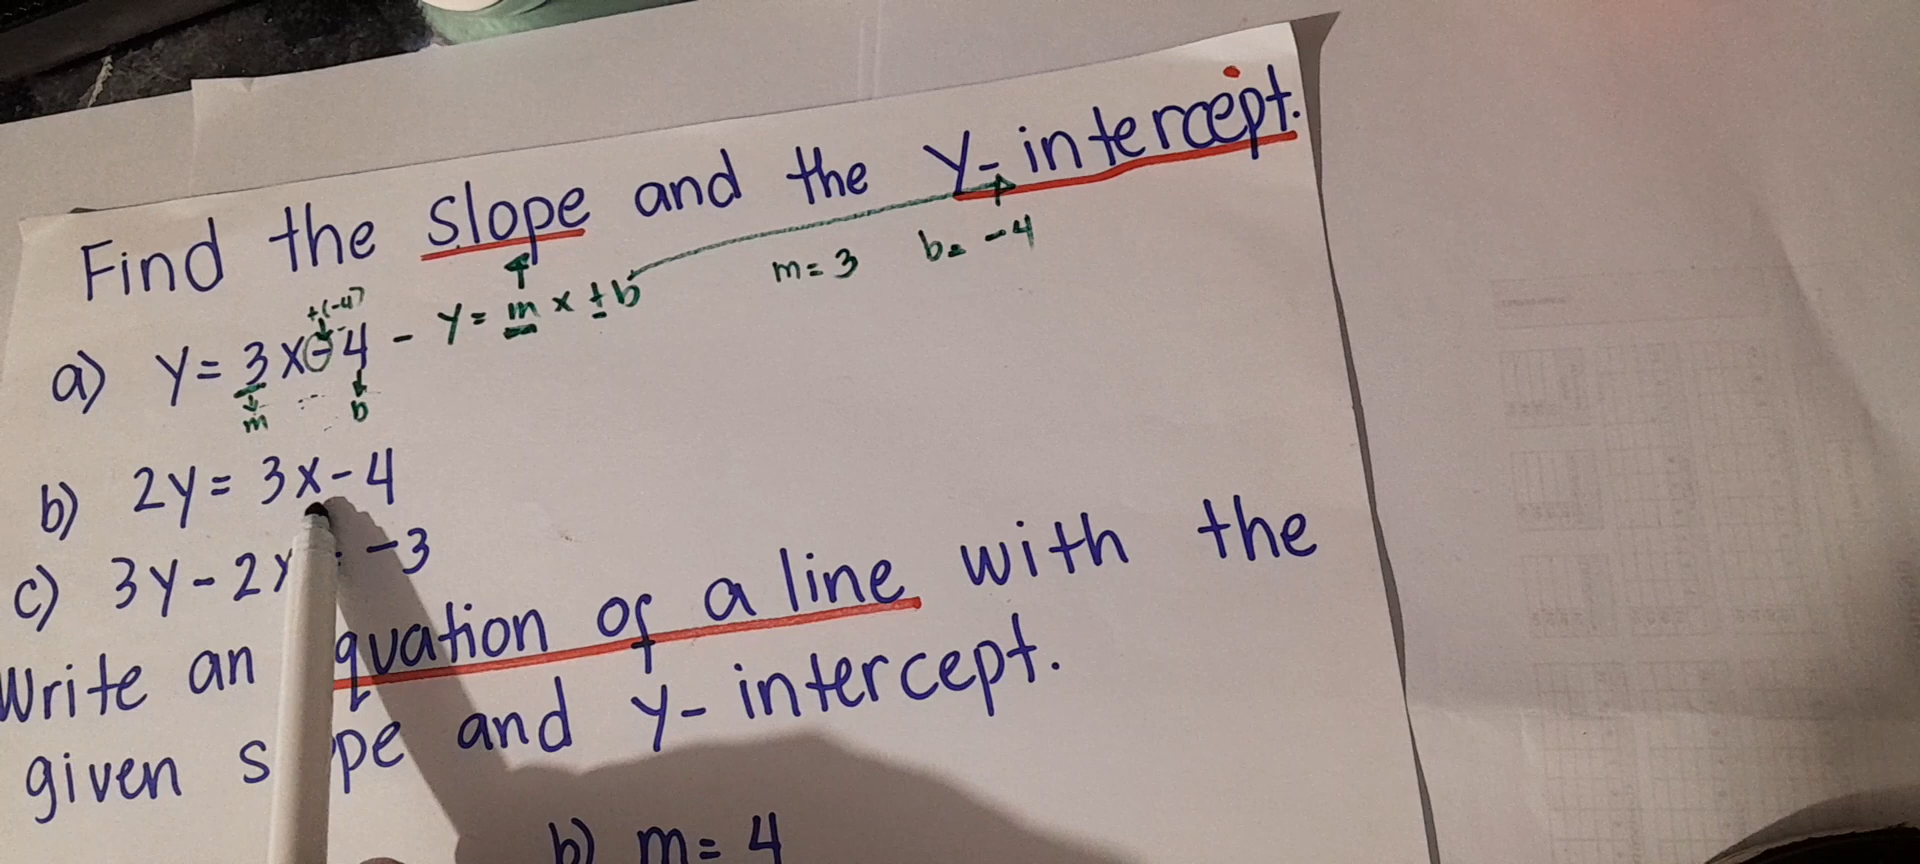 Find the slope and the y-intercept.
+(-4)
a) y = 3x - 4 - y = mx ± b m = 3 b = -4
m b
b) 2y = 3x - 4
c) 3y - 2 -3
Write an quation of a line with the
given and y-intercept.
b) m = 4